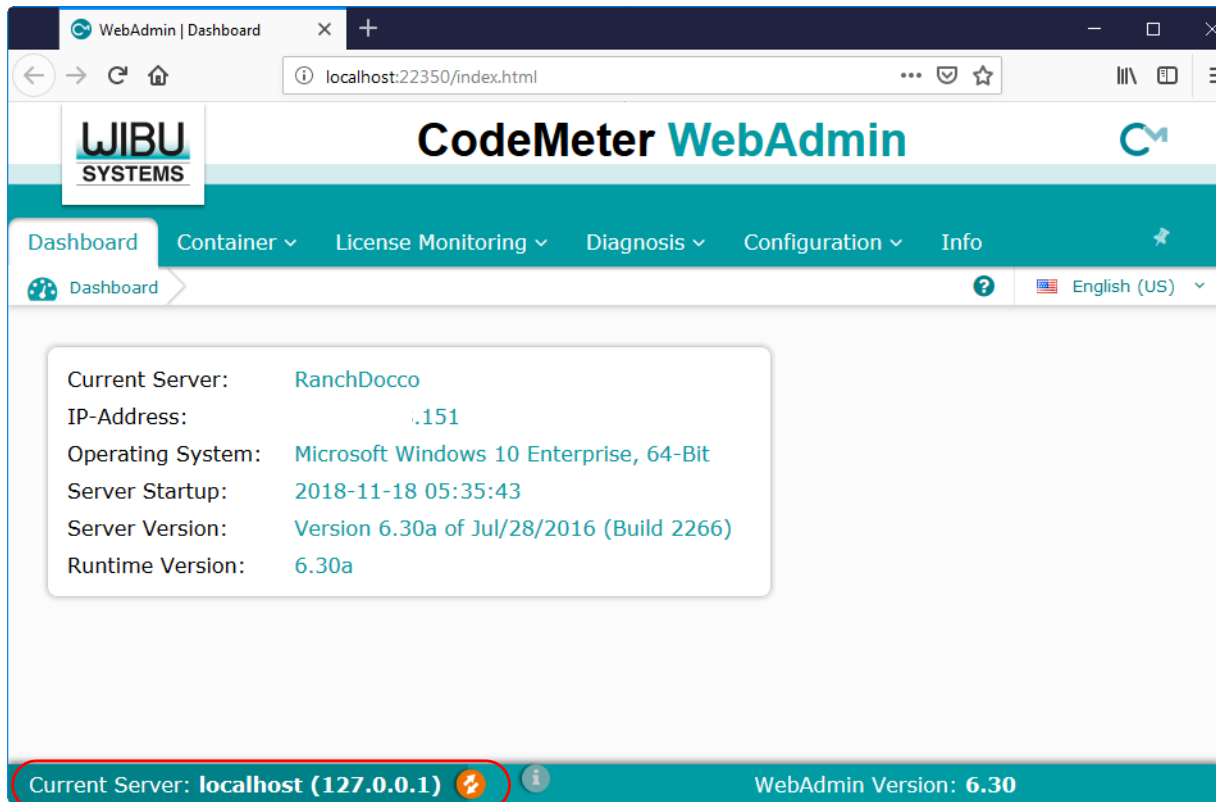 WebAdmin | Dashboard
localhost:22350/index.html
WIBU
SYSTEMS
CodeMeter WebAdmin
CM
Dashboard Container License Monitoring Diagnosis Configuration Info
Dashboard
English (US)
Current Server: RanchDocco
IP-Address: .151
Operating System: Microsoft Windows 10 Enterprise, 64-Bit
Server Startup: 2018-11-18 05:35:43
Server Version: Version 6.30a of Jul/28/2016 (Build 2266)
Runtime Version: 6.30a
Current Server: localhost (127.0.0.1) WebAdmin Version: 6.30